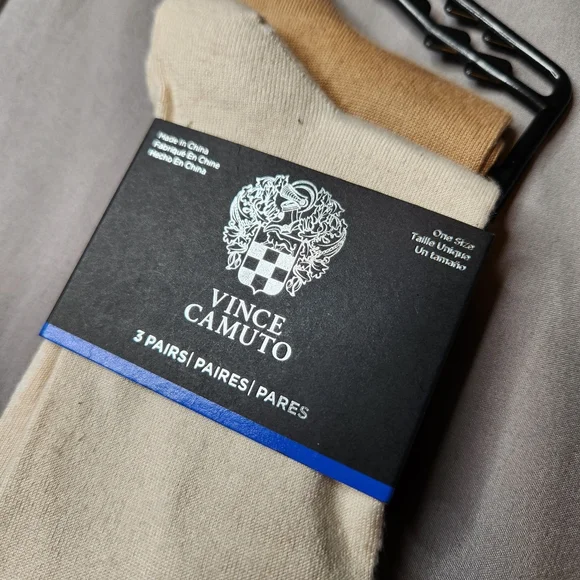 Made In China
Fabriqué En Chine
Hecho En China
One Size
Taille Unique
Un tamaño
VINCE
CAMUTO
3 PAIRS | PAIRES | PARES